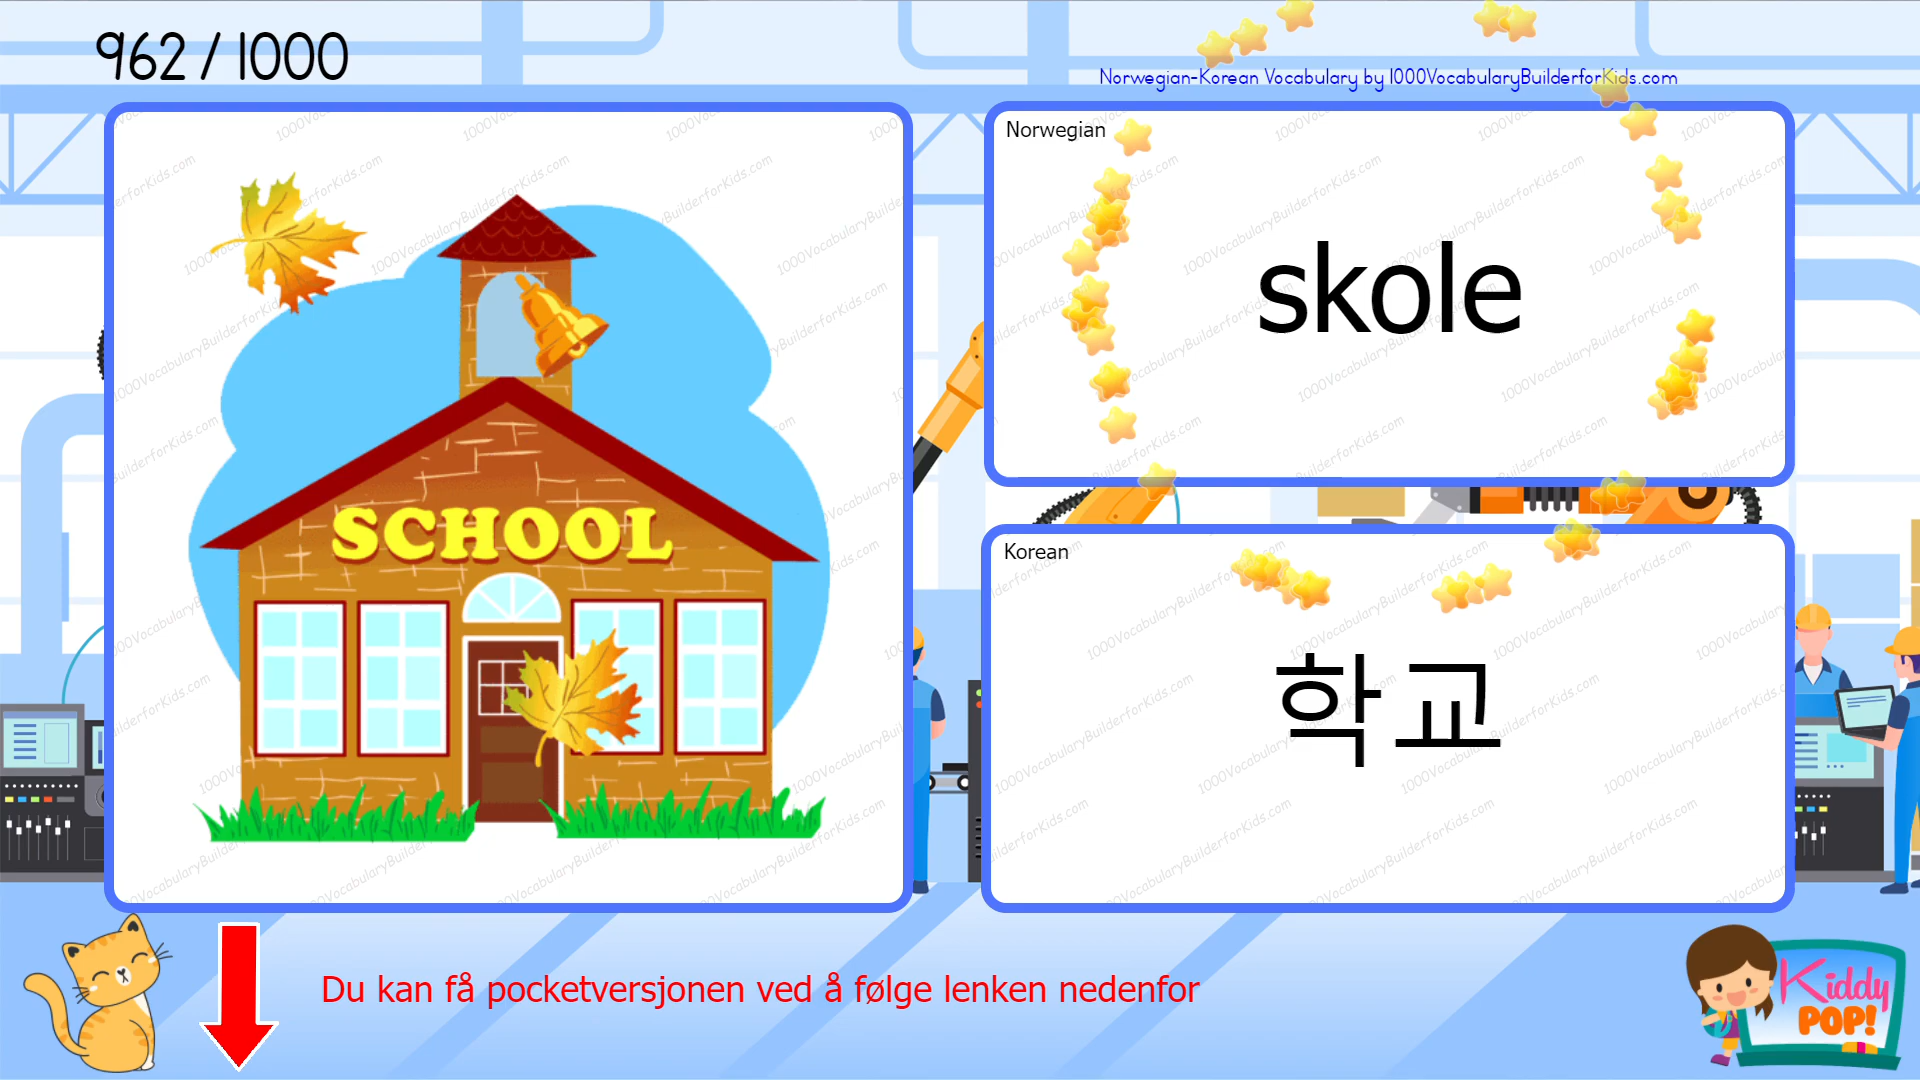 962 / 1000
Norwegian-Korean Vocabulary by 1000VocabularyBuilderforKids.com
Norwegian
skole
SCHOOL
Korean
학교
Du kan få pocketversjonen ved å følge lenken nedenfor
Kiddy
POP!